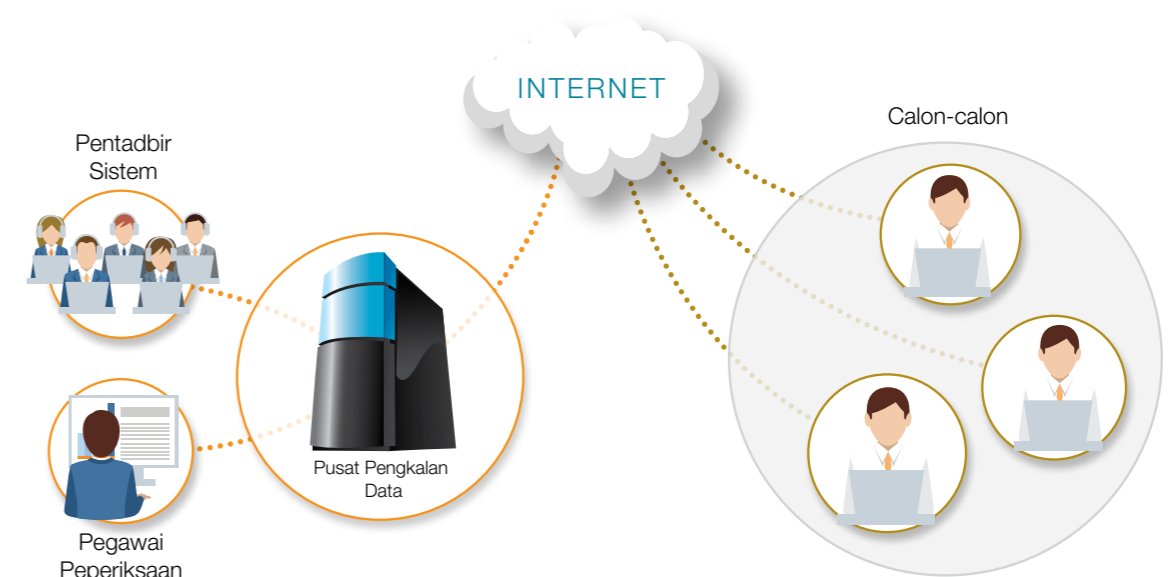 INTERNET
Calon-calon
Pentadbir
Sistem
Pusat Pengkalan
Data
Pegawai
Peperiksaan